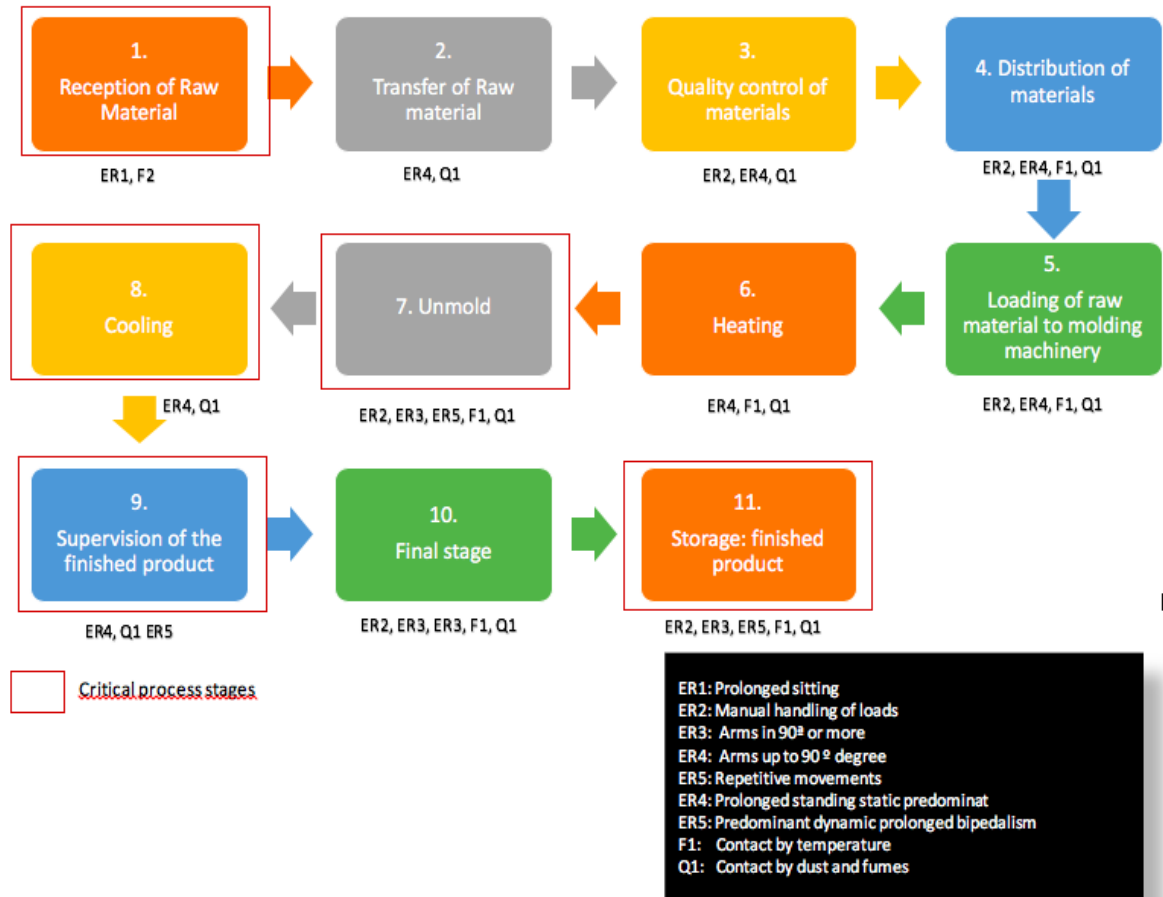 1.
Reception of Raw
Material
ER1, F2
2.
Transfer of Raw
material
ER4, Q1
3.
Quality control of
materials
ER2, ER4, Q1
4. Distribution of
materials
ER2, ER4, F1, Q1
5.
Loading of raw
material to molding
machinery
ER2, ER4, F1, Q1
6.
Heating
ER4, F1, Q1
7. Unmold
ER2, ER3, ER5, F1, Q1
8.
Cooling
ER4, Q1
9.
Supervision of the
finished product
ER4, Q1 ER5
10.
Final stage
ER2, ER3, ER3, F1, Q1
11.
Storage: finished
product
ER2, ER3, ER5, F1, Q1
Critical process stages
ER1: Prolonged sitting
ER2: Manual handling of loads
ER3: Arms in 90ª or more
ER4: Arms up to 90 º degree
ER5: Repetitive movements
ER4: Prolonged standing static predominat
ER5: Predominant dynamic prolonged bipedalism
F1: Contact by temperature
Q1: Contact by dust and fumes